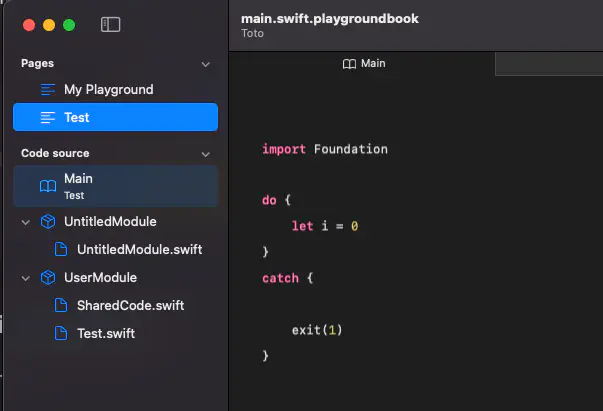 main.swift.playgroundbook
Toto
Pages
My Playground
Test
Code source
Main
Test
UntitledModule
UntitledModule.swift
UserModule
SharedCode.swift
Test.swift
Main
import Foundation
do {
let i = 0
}
catch {
exit(1)
}